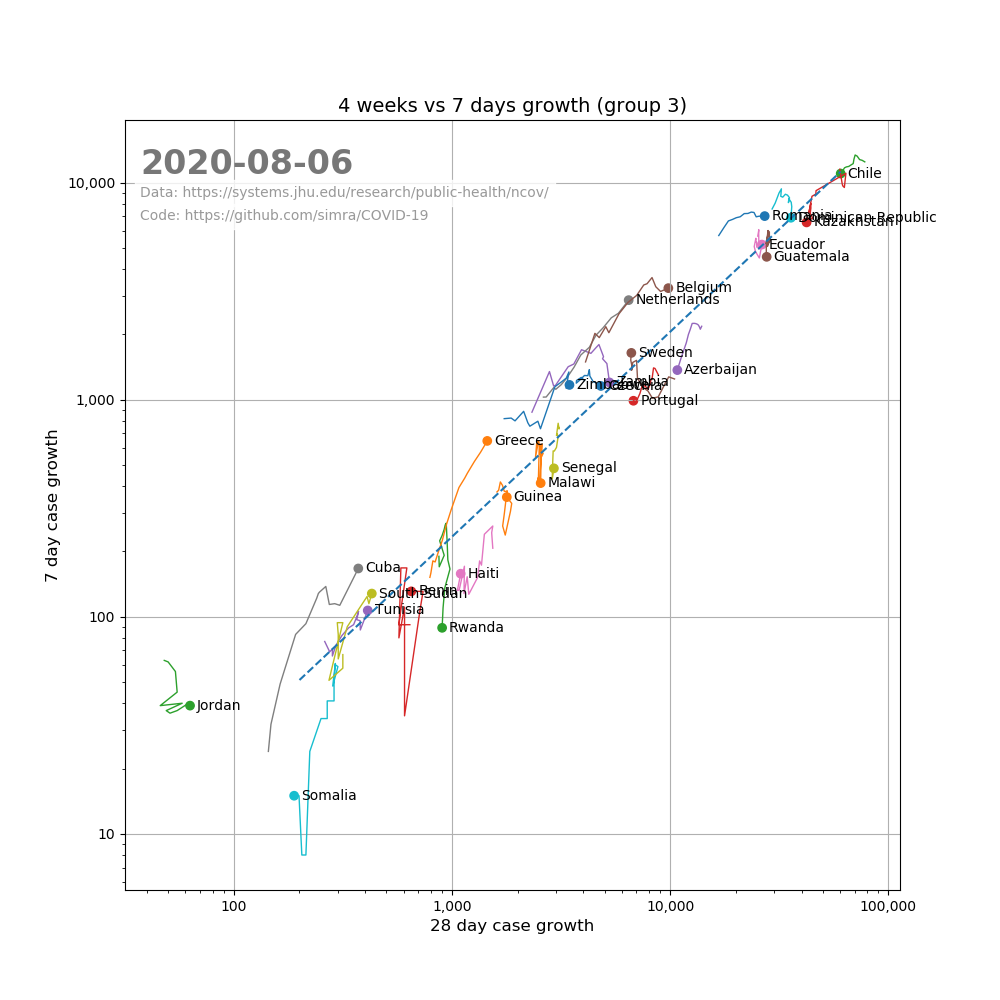 4 weeks vs 7 days growth (group 3)
2020-08-06
Data: https://systems.jhu.edu/research/public-health/ncov/
Code: https://github.com/simra/COVID-19
10,000
1,000
100
10
7 day case growth
Chile
Romania
Dominican Republic
Kazakhstan
Ecuador
Guatemala
Belgium
Netherlands
Sweden
Azerbaijan
Zambia
Portugal
Greece
Senegal
Malawi
Guinea
Cuba
Haiti
Benin
South Sudan
Tunisia
Rwanda
Jordan
Somalia
100
1,000
10,000
100,000
28 day case growth